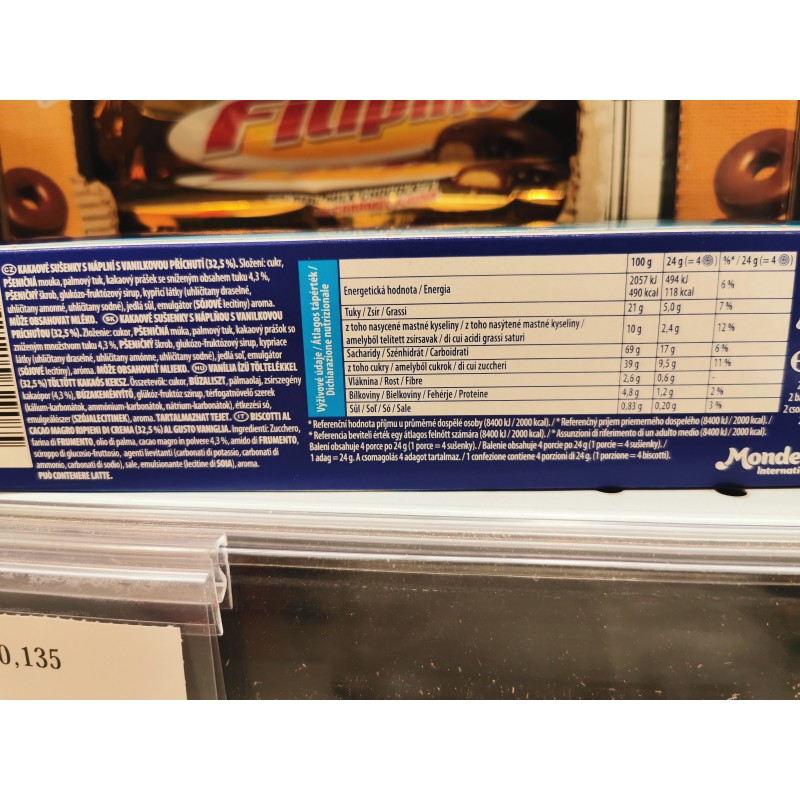 Filipinos
CZ KAKAOVÉ SUŠENKY S NÁPLNÍ S VANILKOVOU PŘÍCHUTÍ (32,5 %). Složení: cukr,
PŠENIČNÁ mouka, palmový tuk, kakaový prášek se sníženým obsahem tuku 4,3 %,
PŠENIČNÝ škrob, glukózo-fruktózový sirup, kypřicí látky (uhličitany draselné,
uhličitany amonné, uhličitany sodné), jedlá sůl, emulgátor (SÓJOVÉ lecitiny) aroma.
MŮŽE OBSAHOVAT MLÉKO. SK KAKAOVÉ SUŠIENKY S NÁPLŇOU S VANILKOVOU
PRÍCHUŤOU (32,5 %). Zloženie: cukor, PŠENIČNÁ múka, palmový tuk, kakaový prášok so
zníženým množstvom tuku 4,3 %, PŠENIČNÝ škrob, glukózo-fruktózový sirup, kypriace
látky (uhličitany draselné, uhličitany amónne, uhličitany sodné), jedlá soľ, emulgátor
(SÓJOVÉ lecitíny), aróma. MÔŽE OBSAHOVAŤ MLIEKO. HU VANÍLIA ÍZŰ TÖLTELÉKKEL
(32,5 %) TÖLTÖTT KAKAÓS KEKSZ. Összetevők: cukor, BÚZALISZT, pálmaolaj, zsírszegény
kakaópor (4,3 %), BÚZAKEMÉNYÍTŐ, glükóz-fruktóz szirup, térfogatnövelő szerek
(kálium-karbonátok, ammónium-karbonátok, nátrium-karbonátok), étkezési só,
emulgeálószer (SZÓJALECITINEK), aroma. TARTALMAZHAT TEJET. IT BISCOTTI AL
CACAO MAGRO RIPIENI DI CREMA (32,5 %) AL GUSTO VANIGLIA. Ingredienti: Zucchero,
farina di FRUMENTO, olio di palma, cacao magro in polvere 4,3 %, amido di FRUMENTO,
sciroppo di glucosio-fruttosio, agenti lievitanti (carbonati di potassio, carbonati di
ammonio, carbonati di sodio), sale, emulsionante (lecitine di SOIA), aroma.
PUÒ CONTENERE LATTE.
Výživové údaje / Átlagos tápérték /
Dichiarazione nutrizionale
100 g 24 g (= 4 ) %* / 24 g (= 4 )
Energetická hodnota / Energia 2057 kJ 490 kcal 494 kJ 118 kcal 6 %
Tuky / Zsír / Grassi 21 g 5,0 g 7 %
z toho nasycené mastné kyseliny / z toho nasýtené mastné kyseliny /
amelyből telített zsírsavak / di cui acidi grassi saturi 10 g 2,4 g 12 %
Sacharidy / Szénhidrát / Carboidrati 69 g 17 g 6 %
z toho cukry / amelyből cukrok / di cui zuccheri 39 g 9,5 g 11 %
Vláknina / Rost / Fibre 2,6 g 0,6 g
Bílkoviny / Bielkoviny / Fehérje / Proteine 4,8 g 1,2 g 2 %
Sůl / Soľ / Só / Sale 0,83 g 0,20 g 3 %
* Referenční hodnota příjmu u průměrné dospělé osoby (8400 kJ / 2000 kcal). / * Referenčný príjem priemerného dospelého (8400 kJ / 2000 kcal). /
* Referencia beviteli érték egy átlagos felnőtt számára (8400 kJ / 2000 kcal). / * Assunzioni di riferimento di un adulto medio (8400 kJ / 2000 kcal).
Balení obsahuje 4 porce po 24 g (1 porce = 4 sušenky). / Balenie obsahuje 4 porcie po 24 g (1 porcie = 4 sušienky). /
1 adag = 24 g. A csomagolás 4 adagot tartalmaz. / 1 confezione contiene 4 porzioni di 24 g. (1 porzione = 4 biscotti).
Monde
Internati
0,135